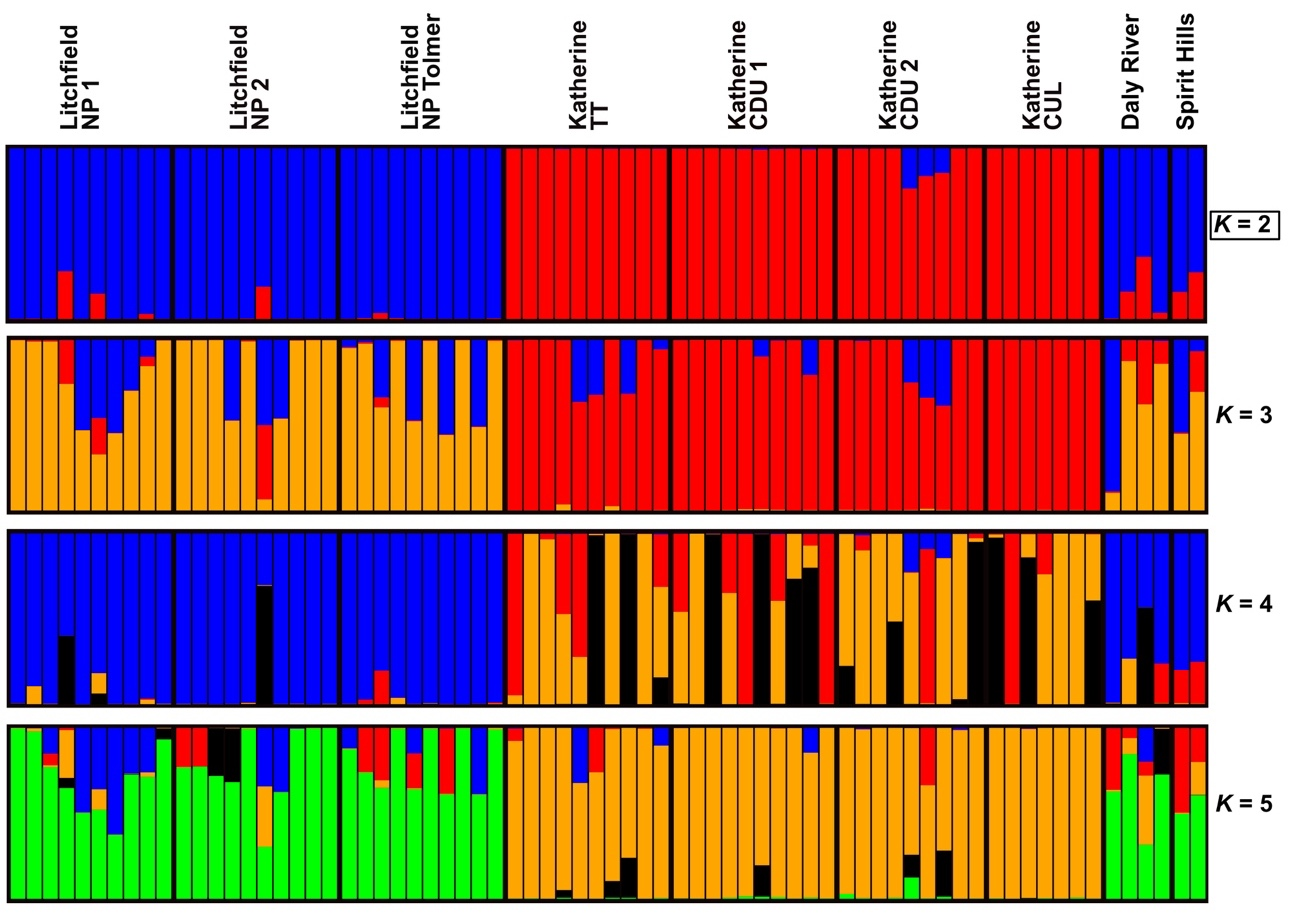 Litchfield
NP 1
Litchfield
NP 2
Litchfield
NP Tolmer
Katherine
TT
Katherine
CDU 1
Katherine
CDU 2
Katherine
CUL
Daly River
Spirit Hills
K = 2
K = 3
K = 4
K = 5